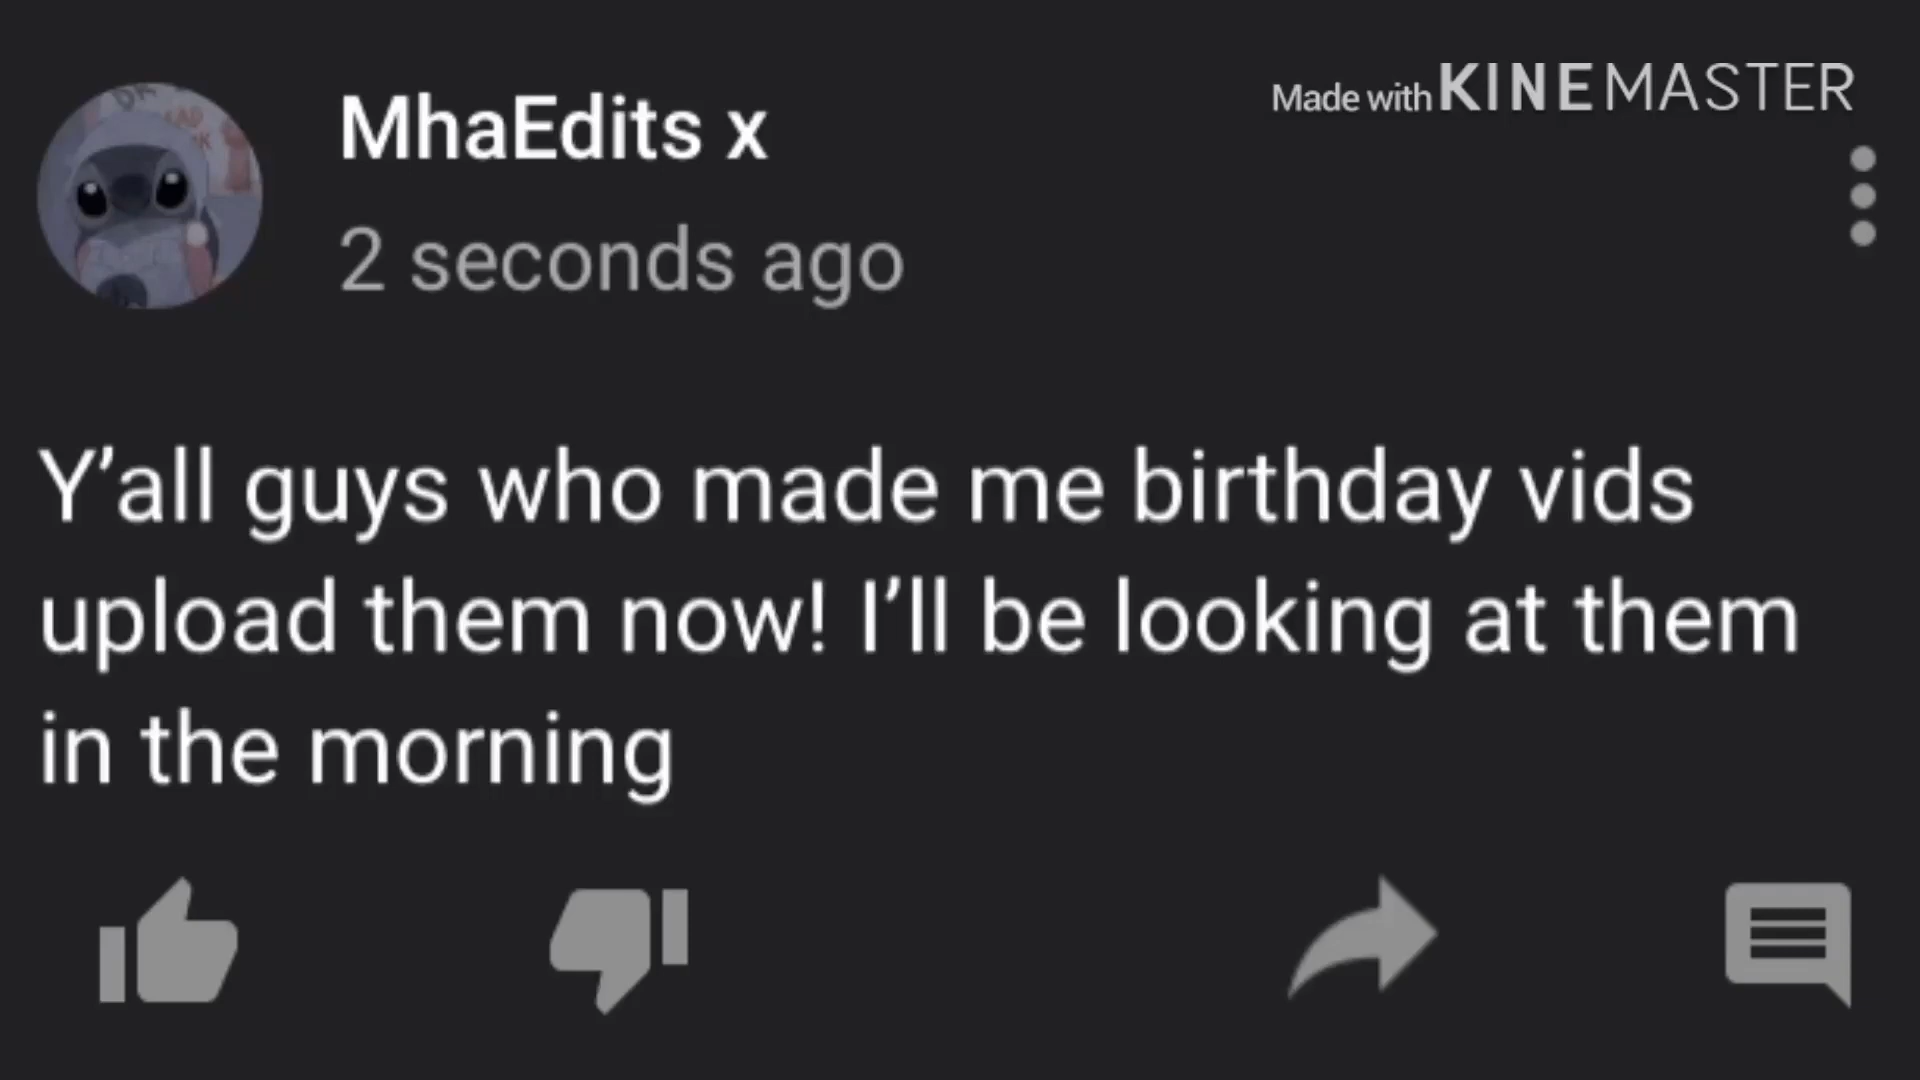 Made with KINEMASTER
MhaEdits x
2 seconds ago
Y’all guys who made me birthday vids
upload them now! I’ll be looking at them
in the morning